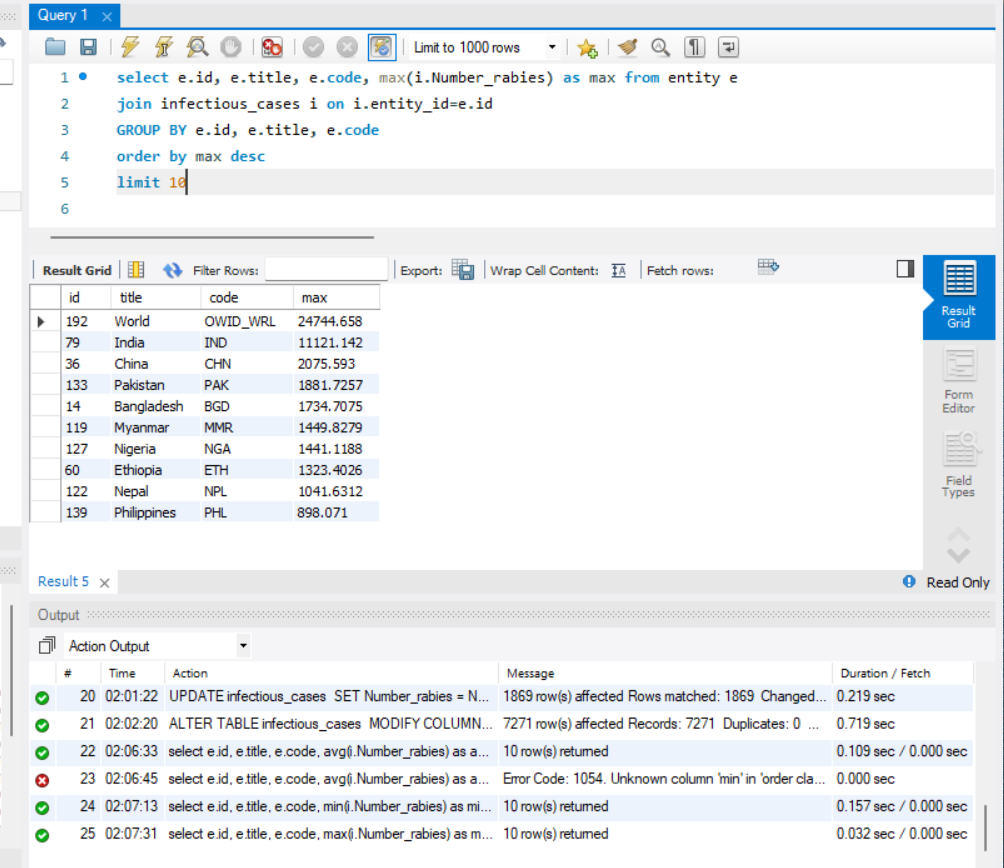 Query 1
Limit to 1000 rows
1 select e.id, e.title, e.code, max(i.Number_rabies) as max from entity e
2 join infectious_cases i on i.entity_id=e.id
3 GROUP BY e.id, e.title, e.code
4 order by max desc
5 limit 10
6
Result Grid Filter Rows: Export: Wrap Cell Content: Fetch rows:
id title code max
192 World OWID_WRL 24744.658
79 India IND 11121.142
36 China CHN 2075.593
133 Pakistan PAK 1881.7257
14 Bangladesh BGD 1734.7075
119 Myanmar MMR 1449.8279
127 Nigeria NGA 1441.1188
60 Ethiopia ETH 1323.4026
122 Nepal NPL 1041.6312
139 Philippines PHL 898.071
Result
Grid
Form
Editor
Field
Types
Result 5 Read Only
Output
Action Output
# Time Action Message Duration / Fetch
20 02:01:22 UPDATE infectious_cases SET Number_rabies = N... 1869 row(s) affected Rows matched: 1869 Changed... 0.219 sec
21 02:02:20 ALTER TABLE infectious_cases MODIFY COLUMN... 7271 row(s) affected Records: 7271 Duplicates: 0 ... 0.719 sec
22 02:06:33 select e.id, e.title, e.code, avg(i.Number_rabies) as a... 10 row(s) returned 0.109 sec / 0.000 sec
23 02:06:45 select e.id, e.title, e.code, avg(i.Number_rabies) as a... Error Code: 1054. Unknown column 'min' in 'order cla... 0.000 sec
24 02:07:13 select e.id, e.title, e.code, min(i.Number_rabies) as mi... 10 row(s) returned 0.157 sec / 0.000 sec
25 02:07:31 select e.id, e.title, e.code, max(i.Number_rabies) as m... 10 row(s) returned 0.032 sec / 0.000 sec